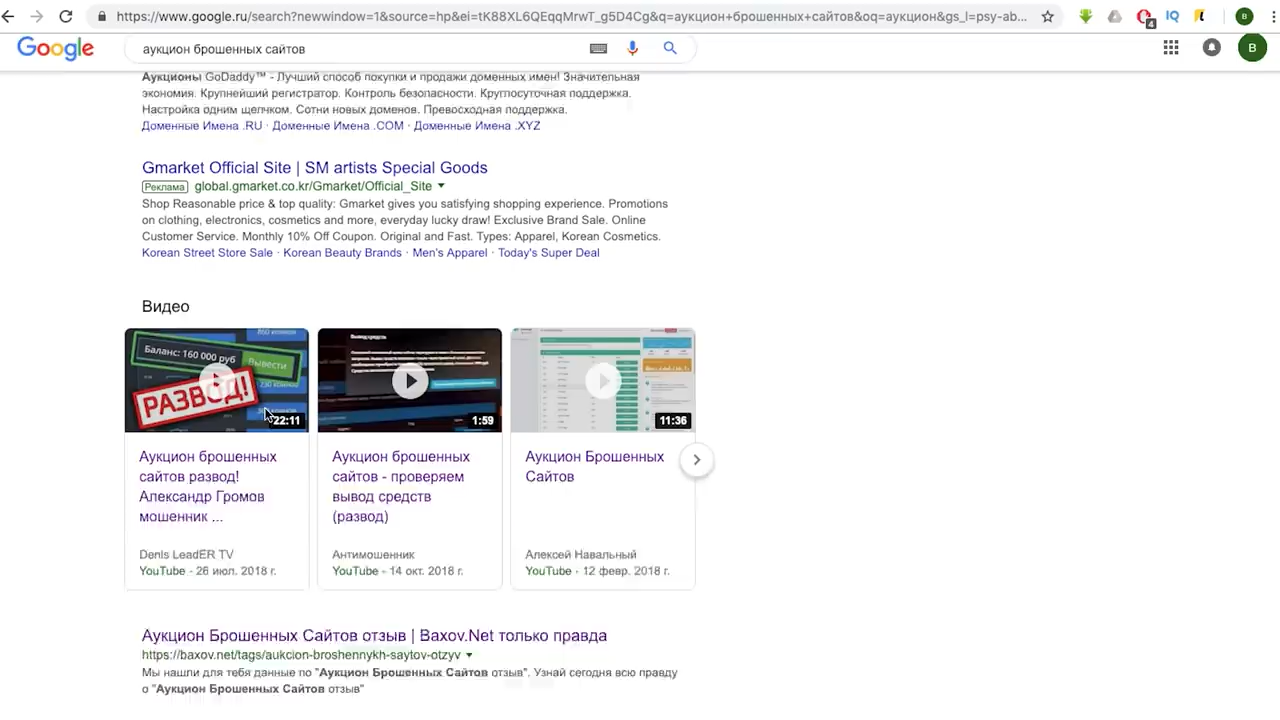 https://www.google.ru/search?newwindow=1&source=hp&ei=tK88XL6QEqqMrwT_g5D4Cg&q=аукцион+брошенных+сайтов&oq=аукцион&gs_l=psy-ab...
4
IQ
B
Google
аукцион брошенных сайтов
B
Аукционы GoDaddy™ - Лучший способ покупки и продажи доменных имен! Значительная
экономия. Крупнейший регистратор. Контроль безопасности. Круглосуточная поддержка.
Настройка одним щелчком. Сотни новых доменов. Превосходная поддержка.
Доменные Имена .RU · Доменные Имена .COM · Доменные Имена .XYZ
Gmarket Official Site | SM artists Special Goods
Реклама global.gmarket.co.kr/Gmarket/Official_Site
Shop Reasonable price & top quality: Gmarket gives you satisfying shopping experience. Promotions
on clothing, electronics, cosmetics and more, everyday lucky draw! Exclusive Brand Sale. Online
Customer Service. Monthly 10% Off Coupon. Original and Fast. Types: Apparel, Korean Cosmetics.
Korean Street Store Sale · Korean Beauty Brands · Men's Apparel · Today's Super Deal
Видео
Баланс: 160 000 руб
Вывести
РАЗВОД!
22:11
Аукцион брошенных
сайтов развод!
Александр Громов
мошенник ...
Denis LeadER TV
YouTube - 26 июл. 2018 г.
Вывод средств
1:59
Аукцион брошенных
сайтов - проверяем
вывод средств
(развод)
Антимошенник
YouTube - 14 окт. 2018 г.
11:36
Аукцион Брошенных
Сайтов
Алексей Навальный
YouTube - 12 февр. 2018 г.
Аукцион Брошенных Сайтов отзыв | Baxov.Net только правда
https://baxov.net/tags/aukcion-broshennykh-saytov-otzyv
Мы нашли для тебя данные по "Аукцион Брошенных Сайтов отзыв". Узнай сегодня всю правду
о "Аукцион Брошенных Сайтов отзыв"